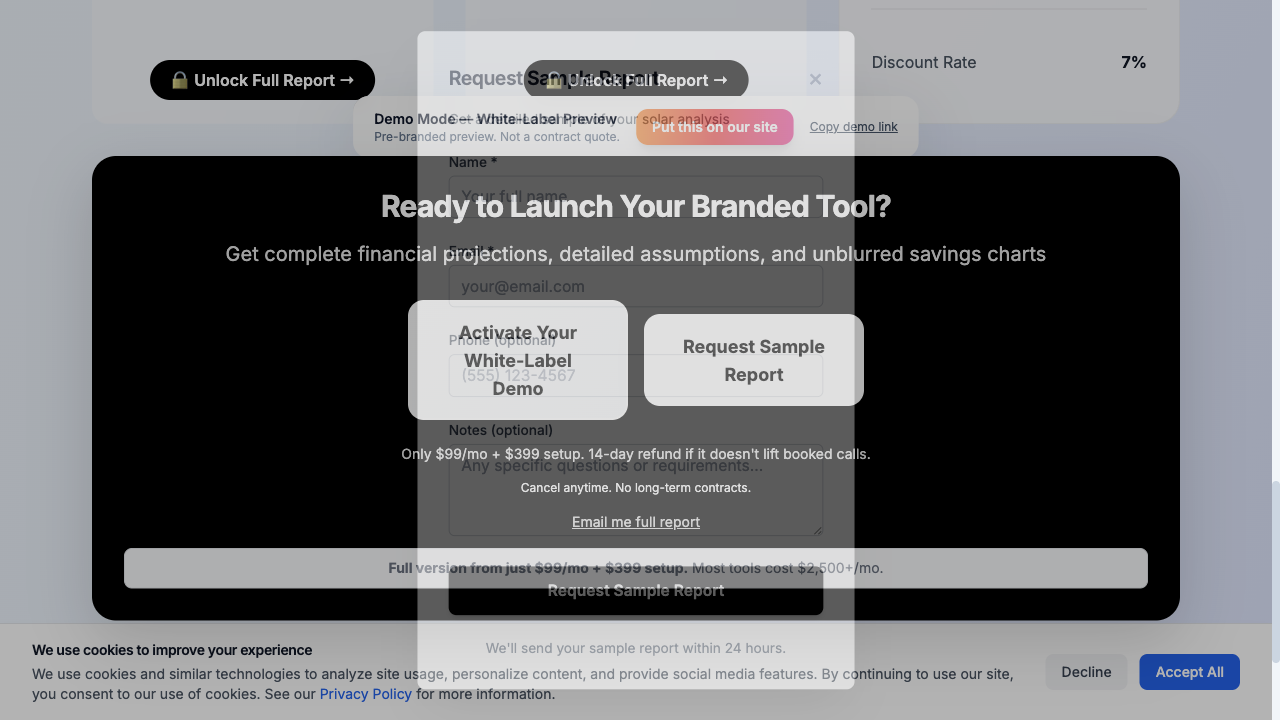 Discount Rate
7%
🔒 Unlock Full Report →
🔒 Unlock Full Report →
Request Sample Report
×
Demo Mode — White-Label Preview
Pre-branded preview. Not a contract quote.
your solar analysis
Put this on our site
Copy demo link
Name *
Your full name
Ready to Launch Your Branded Tool?
Email *
Get complete financial projections, detailed assumptions, and unblurred savings charts
your@email.com
Activate Your
White-Label
Demo
Request Sample
Report
Phone (optional)
(555) 123-4567
Notes (optional)
Only $99/mo + $399 setup. 14-day refund if it doesn't lift booked calls.
Any specific questions or requirements...
Cancel anytime. No long-term contracts.
Email me full report
Full version from just $99/mo + $399 setup. Most tools cost $2,500+/mo.
Request Sample Report
We'll send your sample report within 24 hours.
We use cookies to improve your experience
We use cookies and similar technologies to analyze site usage, personalize content, and provide social media features. By continuing to use our site,
you consent to our use of cookies. See our Privacy Policy for more information.
Decline
Accept All